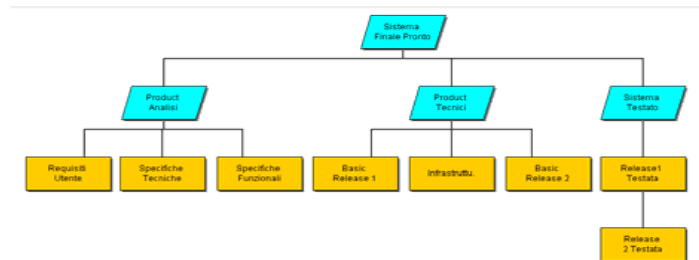 Sistema
Finale Pronto
Product
Analisi
Product
Tecnici
Sistema
Testato
Requisiti
Utente
Specifiche
Tecniche
Specifiche
Funzionali
Basic
Release 1
Infrastruttu.
Basic
Release 2
Release1
Testata
Release
2 Testata